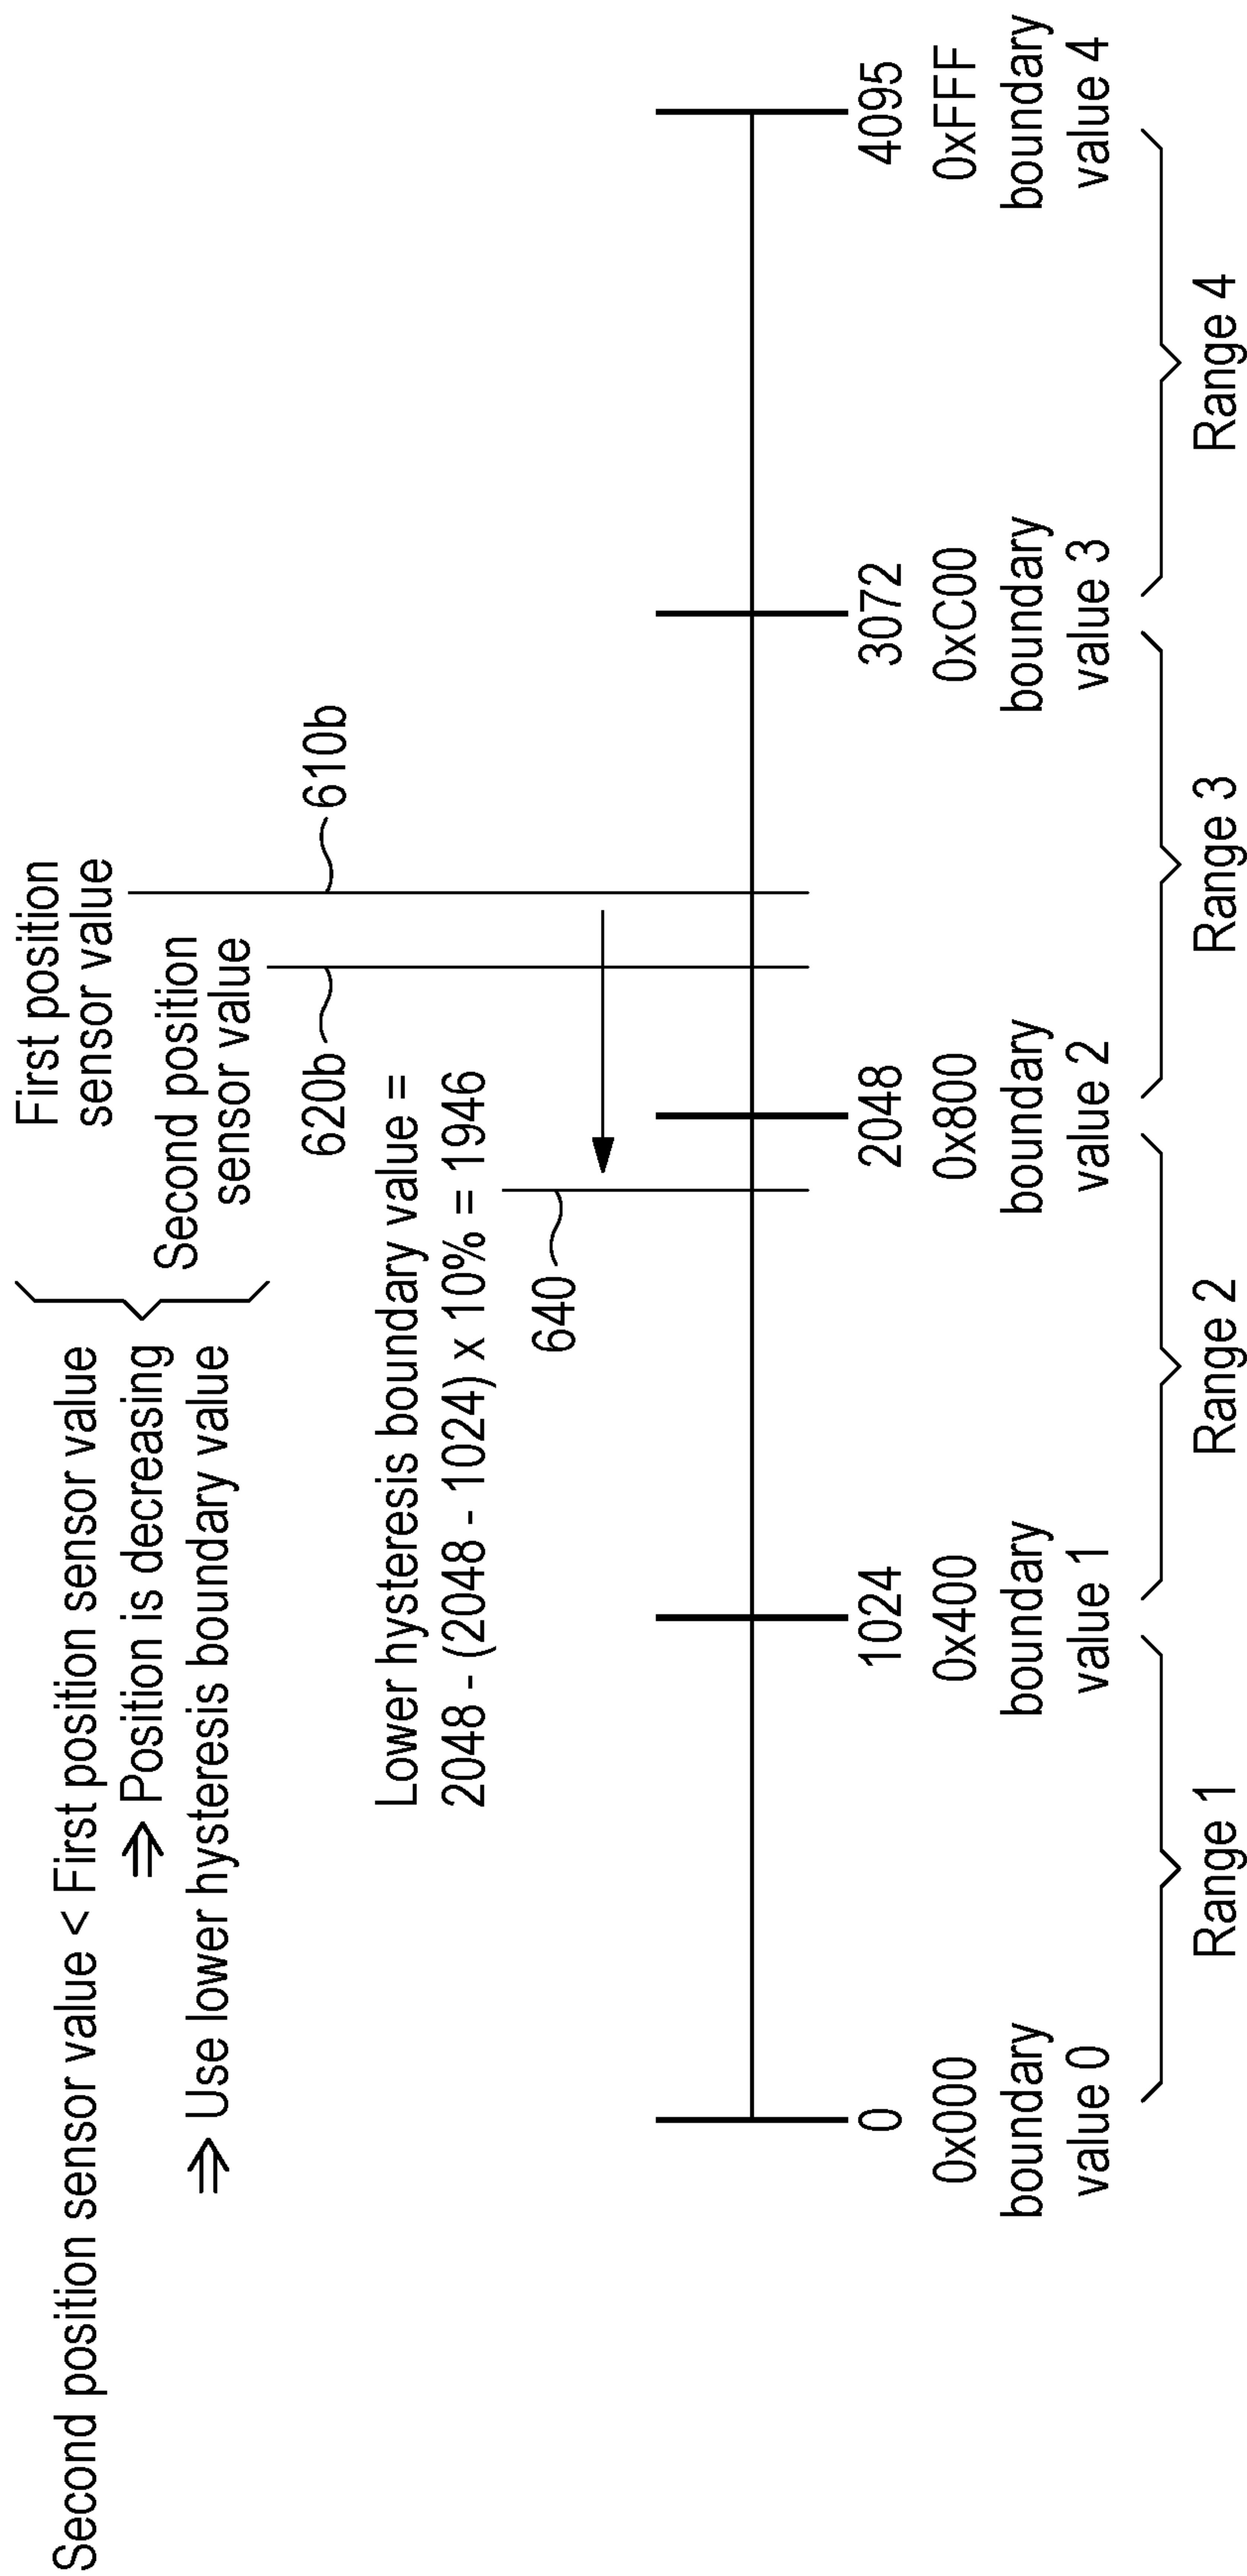 First position
sensor value
Second position
sensor value
Second position sensor value < First position sensor value
⇒ Position is decreasing
⇒ Use lower hysteresis boundary value
610b
620b
Lower hysteresis boundary value =
2048 - (2048 - 1024) x 10% = 1946
640
0
0x000
boundary
value 0
1024
0x400
boundary
value 1
2048
0x800
boundary
value 2
3072
0xC00
boundary
value 3
4095
0xFFF
boundary
value 4
Range 1
Range 2
Range 3
Range 4